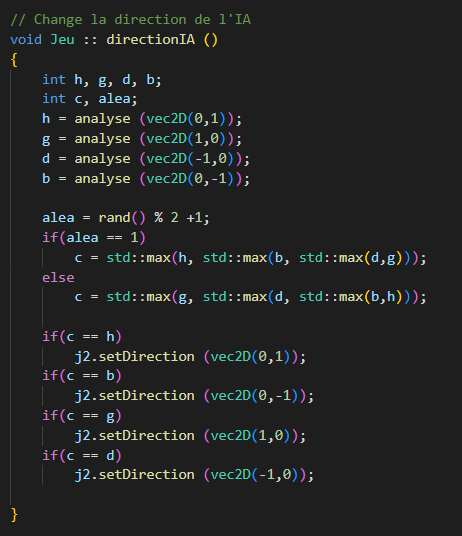 // Change la direction de l'IA
void Jeu :: directionIA ()
{
    int h, g, d, b;
    int c, alea;
    h = analyse (vec2D(0,1));
    g = analyse (vec2D(1,0));
    d = analyse (vec2D(-1,0));
    b = analyse (vec2D(0,-1));

    alea = rand() % 2 +1;
    if(alea == 1)
        c = std::max(h, std::max(b, std::max(d,g)));
    else
        c = std::max(g, std::max(d, std::max(b,h)));

    if(c == h)
        j2.setDirection (vec2D(0,1));
    if(c == b)
        j2.setDirection (vec2D(0,-1));
    if(c == g)
        j2.setDirection (vec2D(1,0));
    if(c == d)
        j2.setDirection (vec2D(-1,0));

}